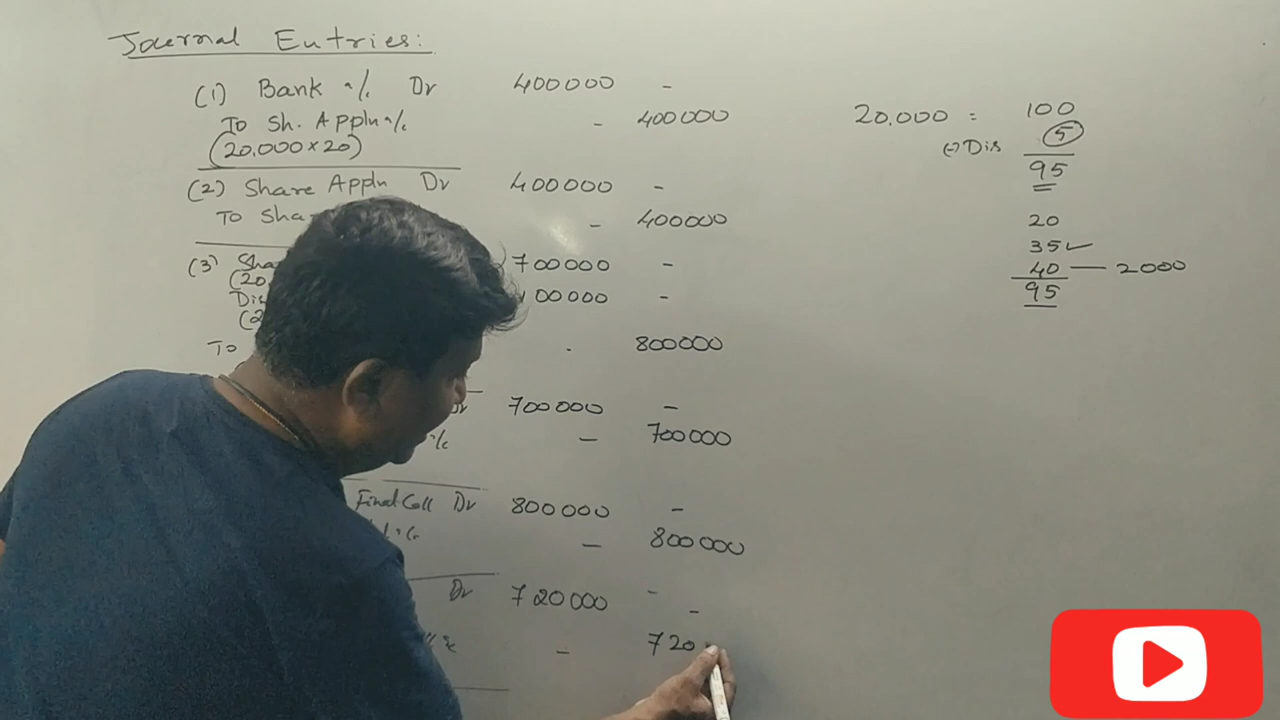 Journal Entries:
(1) Bank a/c Dr 400000 -
To Sh. Appln a/c - 400000
(20,000 × 20)
(2) Share Appln Dr 400000 -
To Sha - 400000
(3) Sha 700000 -
(20,
Dis 100000 -
(2
To 800000
Dr 700000 -
a/c - 700000
Final Call Dr 800000 -
- 800000
Dr 720000 -
- 720
20,000 : 100
(-) Dis 5
95
20
35 ✓
40 — 2000
95